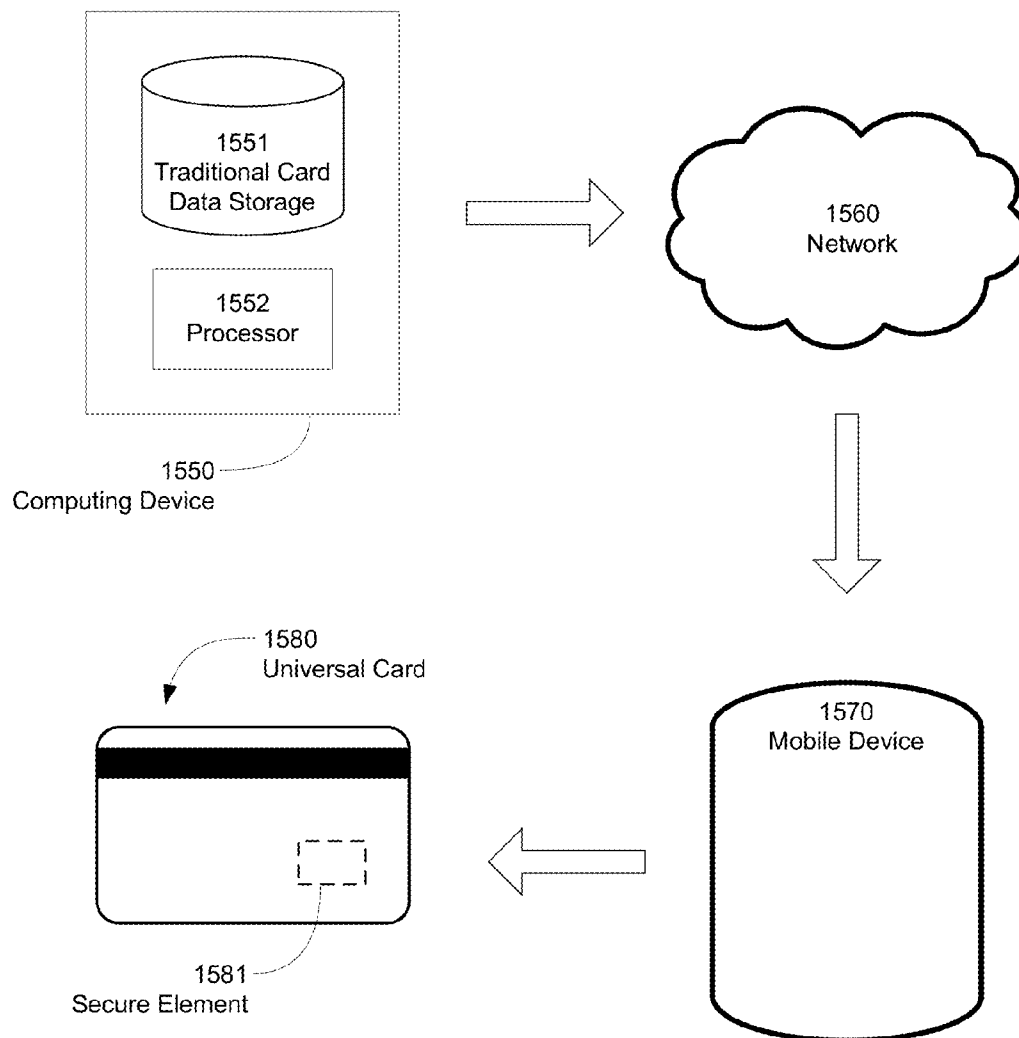 1551
Traditional Card
Data Storage
1552
Processor
1550
Computing Device
1560
Network
1570
Mobile Device
1580
Universal Card
1581
Secure Element